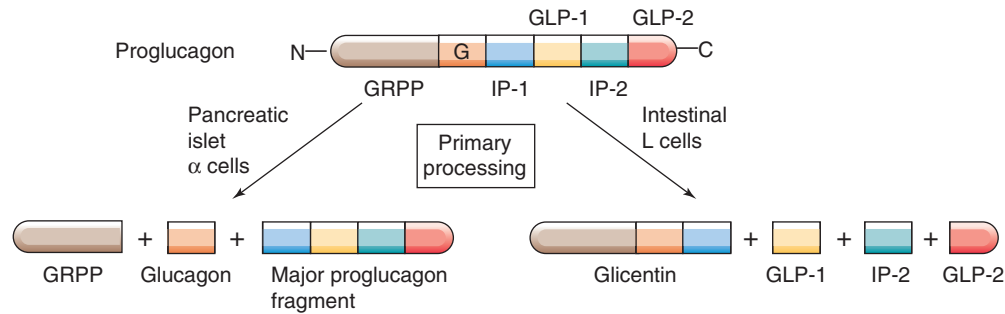 GLP-1 GLP-2
Proglucagon N G C
GRPP IP-1 IP-2
Pancreatic
islet
α cells
Primary
processing
Intestinal
L cells
+ + + + +
GRPP Glucagon Major proglucagon
fragment
Glicentin GLP-1 IP-2 GLP-2